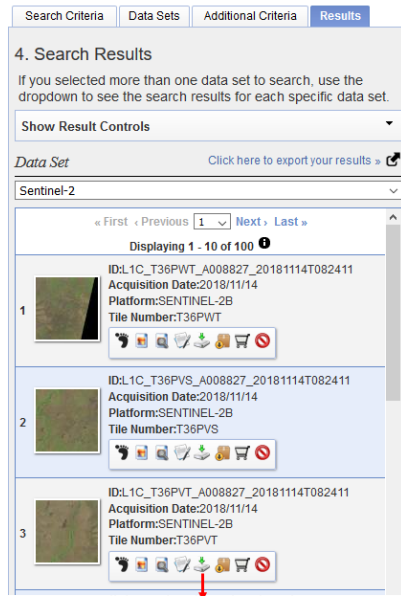 Search Criteria Data Sets Additional Criteria Results
4. Search Results
If you selected more than one data set to search, use the
dropdown to see the search results for each specific data set.
Show Result Controls
Data Set Click here to export your results »
Sentinel-2
« First ‹ Previous 1 Next › Last »
Displaying 1 - 10 of 100
1
ID:L1C_T36PWT_A008827_20181114T082411
Acquisition Date:2018/11/14
Platform:SENTINEL-2B
Tile Number:T36PWT
2
ID:L1C_T36PVS_A008827_20181114T082411
Acquisition Date:2018/11/14
Platform:SENTINEL-2B
Tile Number:T36PVS
3
ID:L1C_T36PVT_A008827_20181114T082411
Acquisition Date:2018/11/14
Platform:SENTINEL-2B
Tile Number:T36PVT